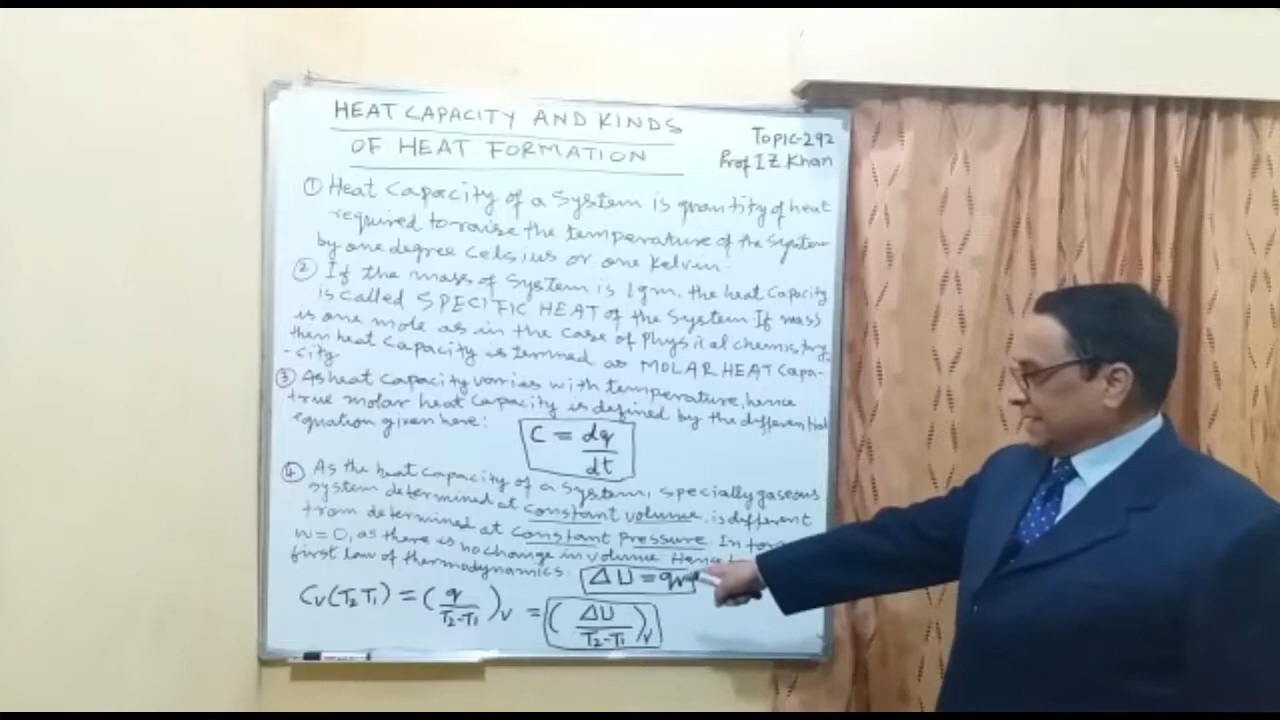 HEAT CAPACITY AND KINDS
OF HEAT FORMATION
TOPIC-292
Prof I Z Khan
① Heat Capacity of a System is quantity of heat
required to raise the temperature of the System
by one degree Celsius or one Kelvin.
② If the mass of System is 1 gm. the heat Capacity
is called SPECIFIC HEAT of the System If mass
is one mole as in the Case of Physical chemistry,
then heat Capacity is termed as MOLAR HEAT Capa-
-city
③ As heat Capacity varries with temperature, hence
true molar heat Capacity is defined by the differential
equation given here:
C = dq/dt
④ As the heat capacity of a System, specially gaseous
system determined at constant volume, is different
from determined at Constant Pressure In
W=0, as there is no change in volume Hence
first law of thermodynamics.
ΔU = q
Cv(T2 T1) = (q/T2-T1)v = (ΔU/T2-T1)v